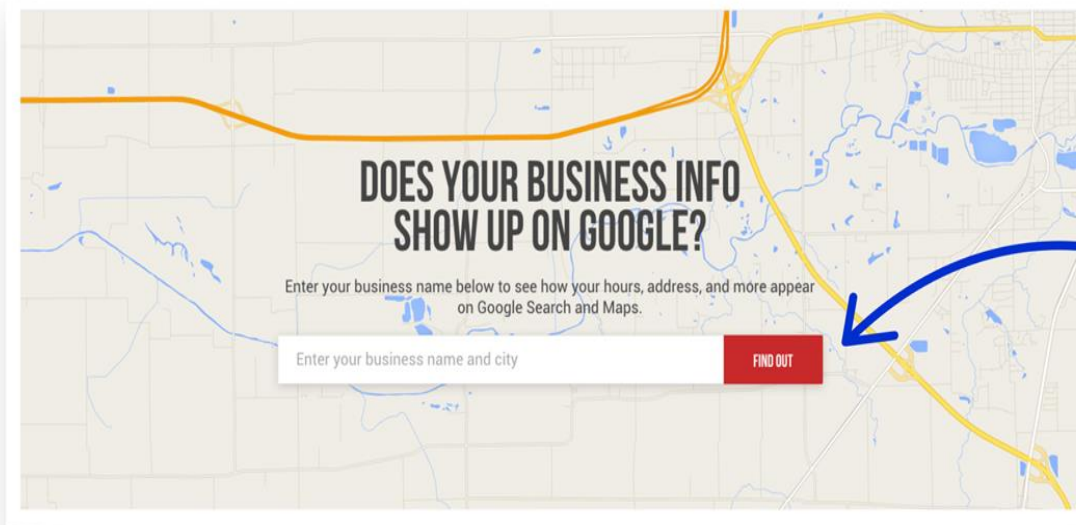 DOES YOUR BUSINESS INFO
SHOW UP ON GOOGLE?
Enter your business name below to see how your hours, address, and more appear
on Google Search and Maps.
Enter your business name and city
FIND OUT